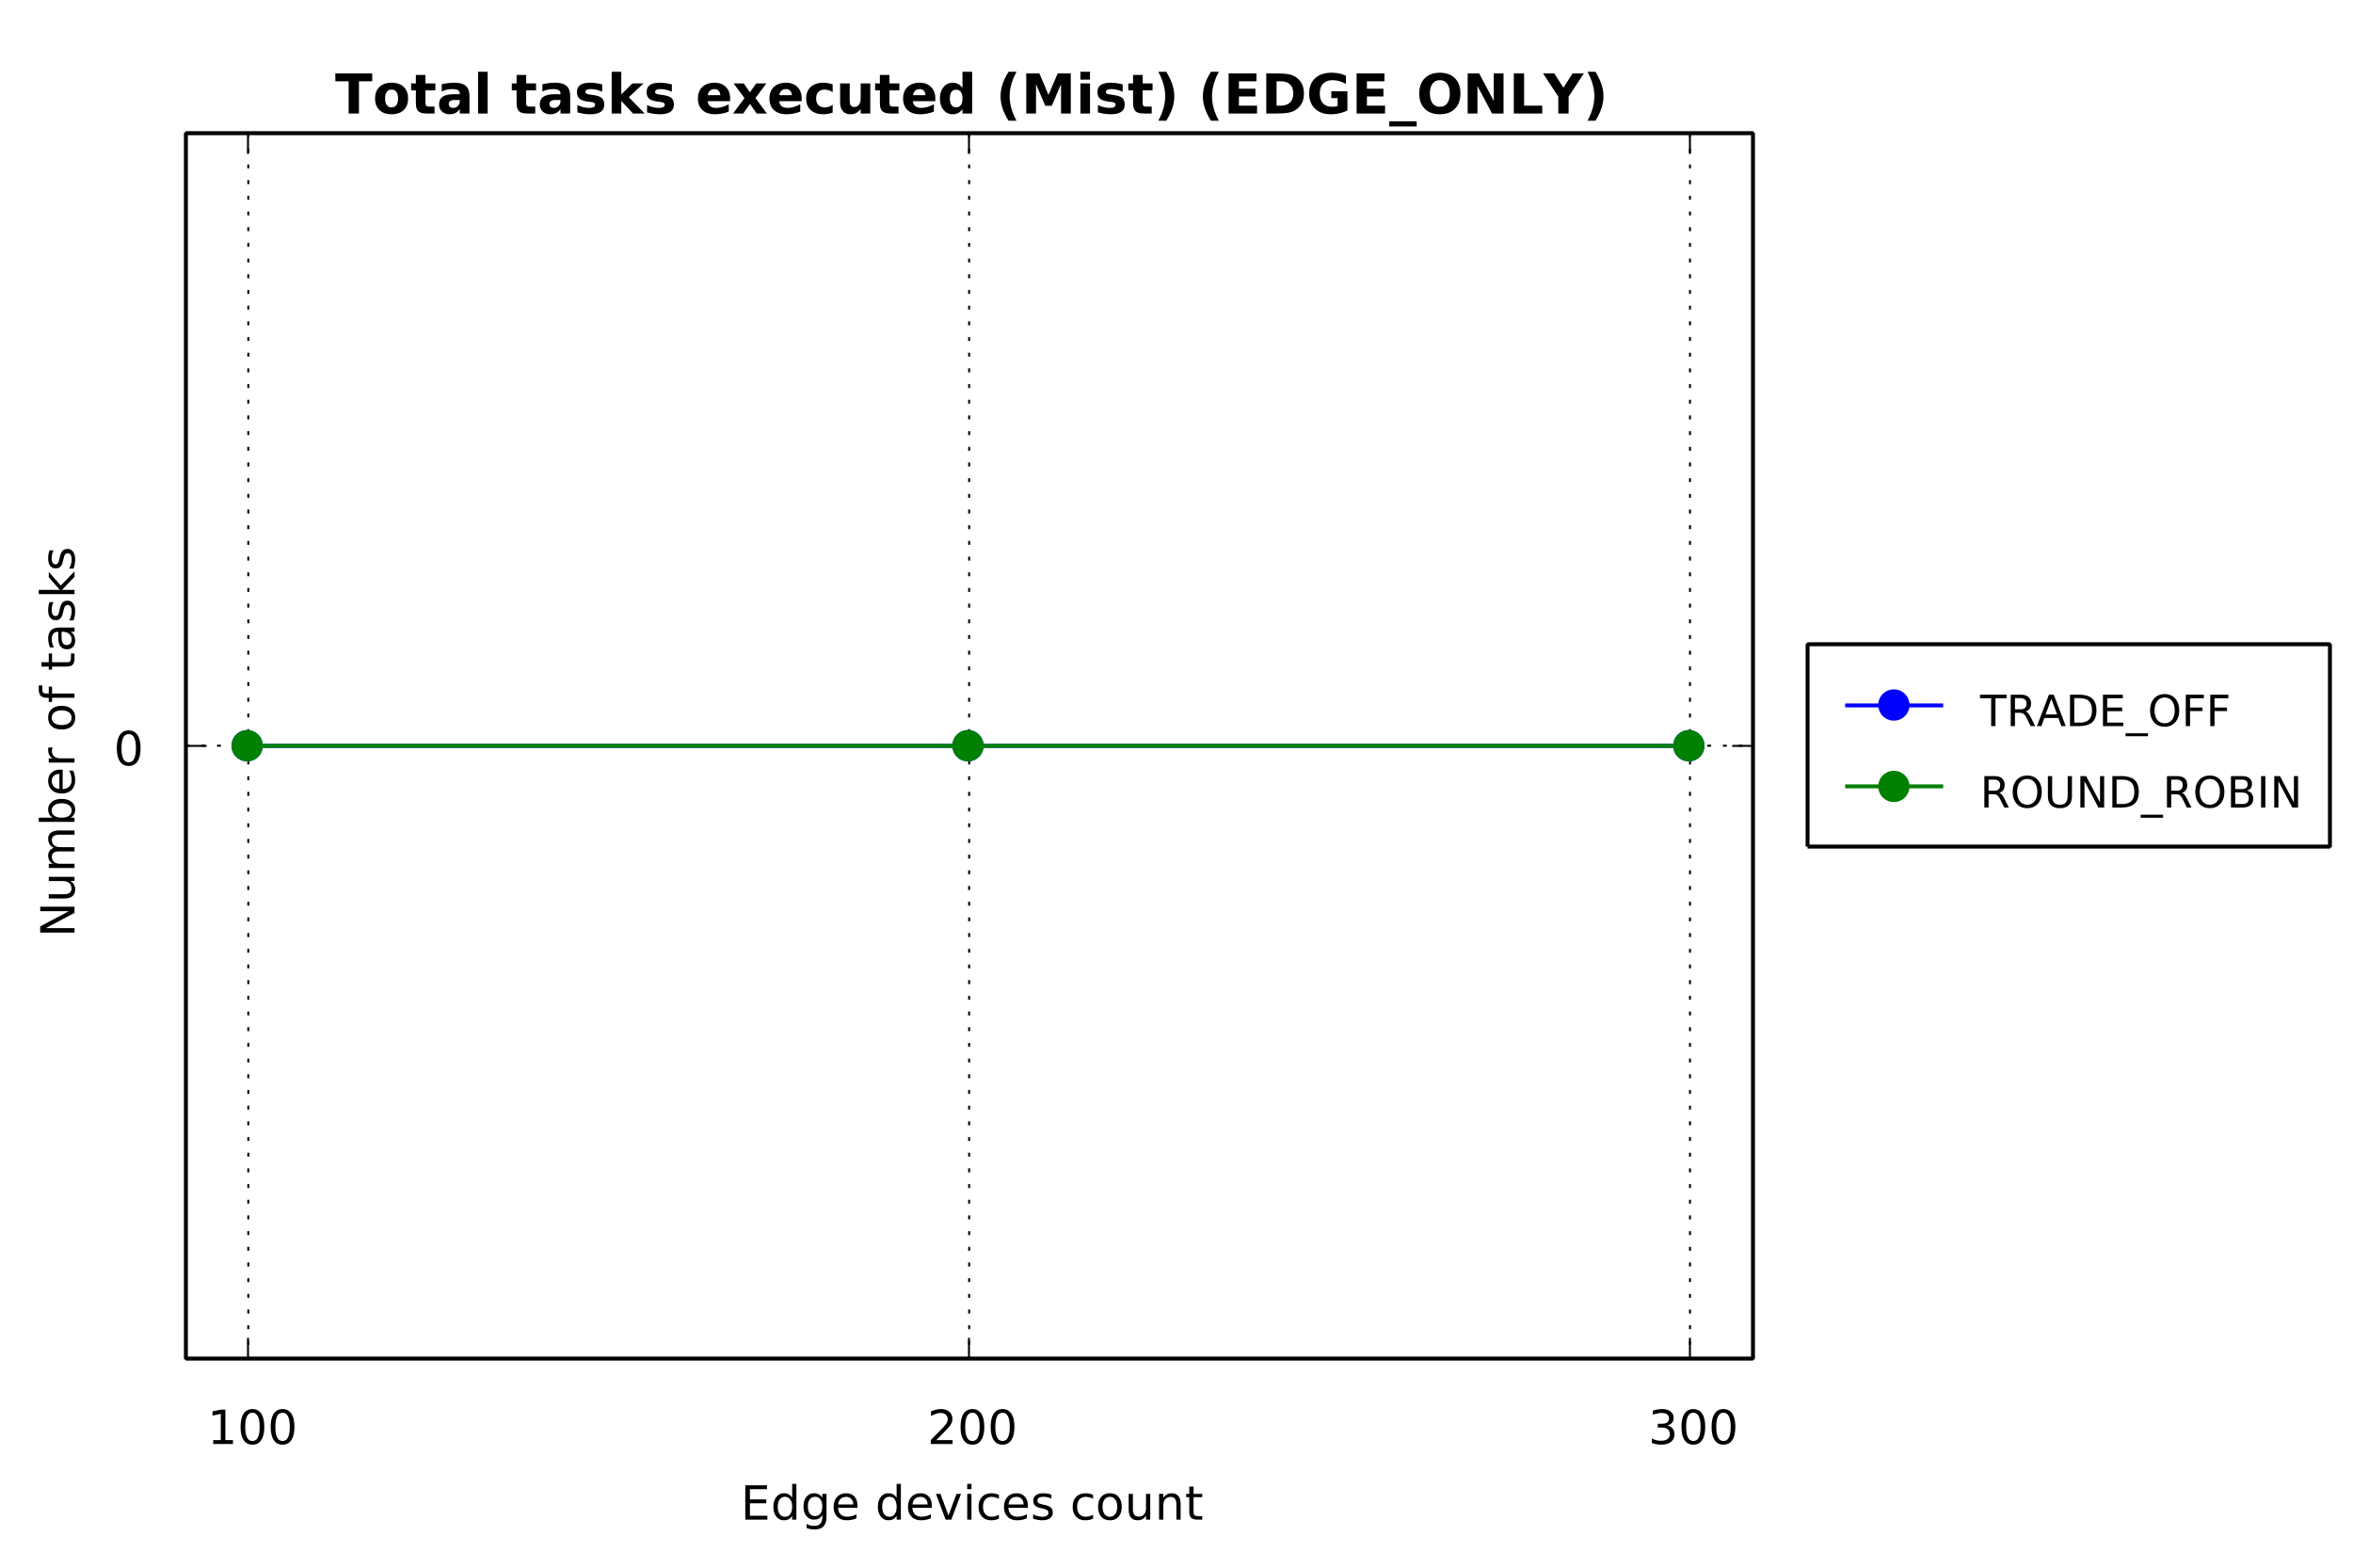 Total tasks executed (Mist) (EDGE_ONLY)
Number of tasks
0
TRADE_OFF
ROUND_ROBIN
100 200 300
Edge devices count